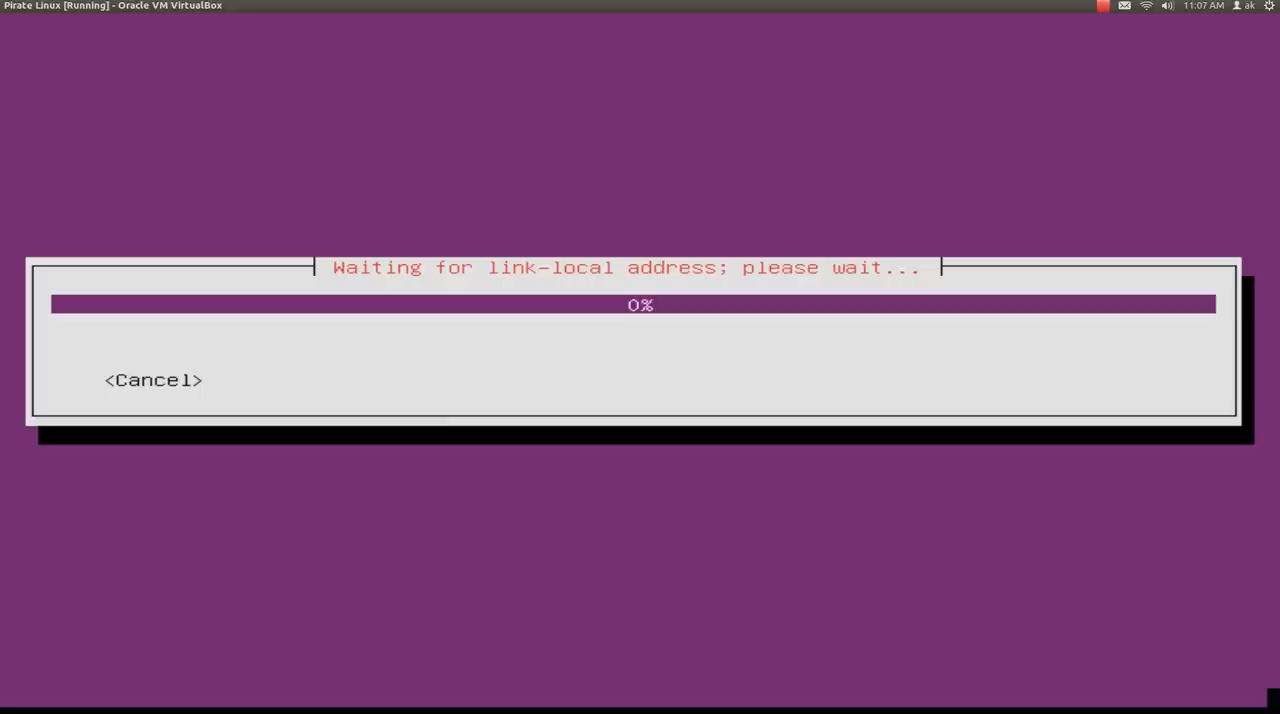 Pirate Linux [Running] - Oracle VM VirtualBox
11:07 AM
ak
Waiting for link-local address; please wait...
0%
<Cancel>